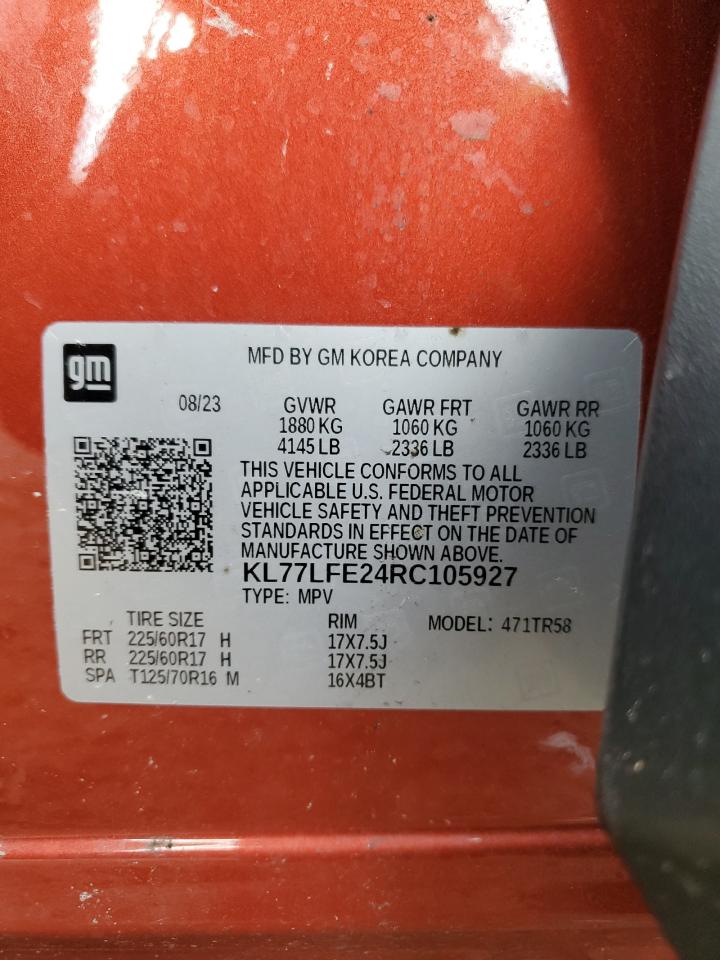 gm
MFD BY GM KOREA COMPANY
08/23 GVWR GAWR FRT GAWR RR
1880 KG 1060 KG 1060 KG
4145 LB 2336 LB 2336 LB
THIS VEHICLE CONFORMS TO ALL
APPLICABLE U.S. FEDERAL MOTOR
VEHICLE SAFETY AND THEFT PREVENTION
STANDARDS IN EFFECT ON THE DATE OF
MANUFACTURE SHOWN ABOVE.
KL77LFE24RC105927
TYPE: MPV
TIRE SIZE RIM MODEL: 471TR58
FRT 225/60R17 H 17X7.5J
RR 225/60R17 H 17X7.5J
SPA T125/70R16 M 16X4BT